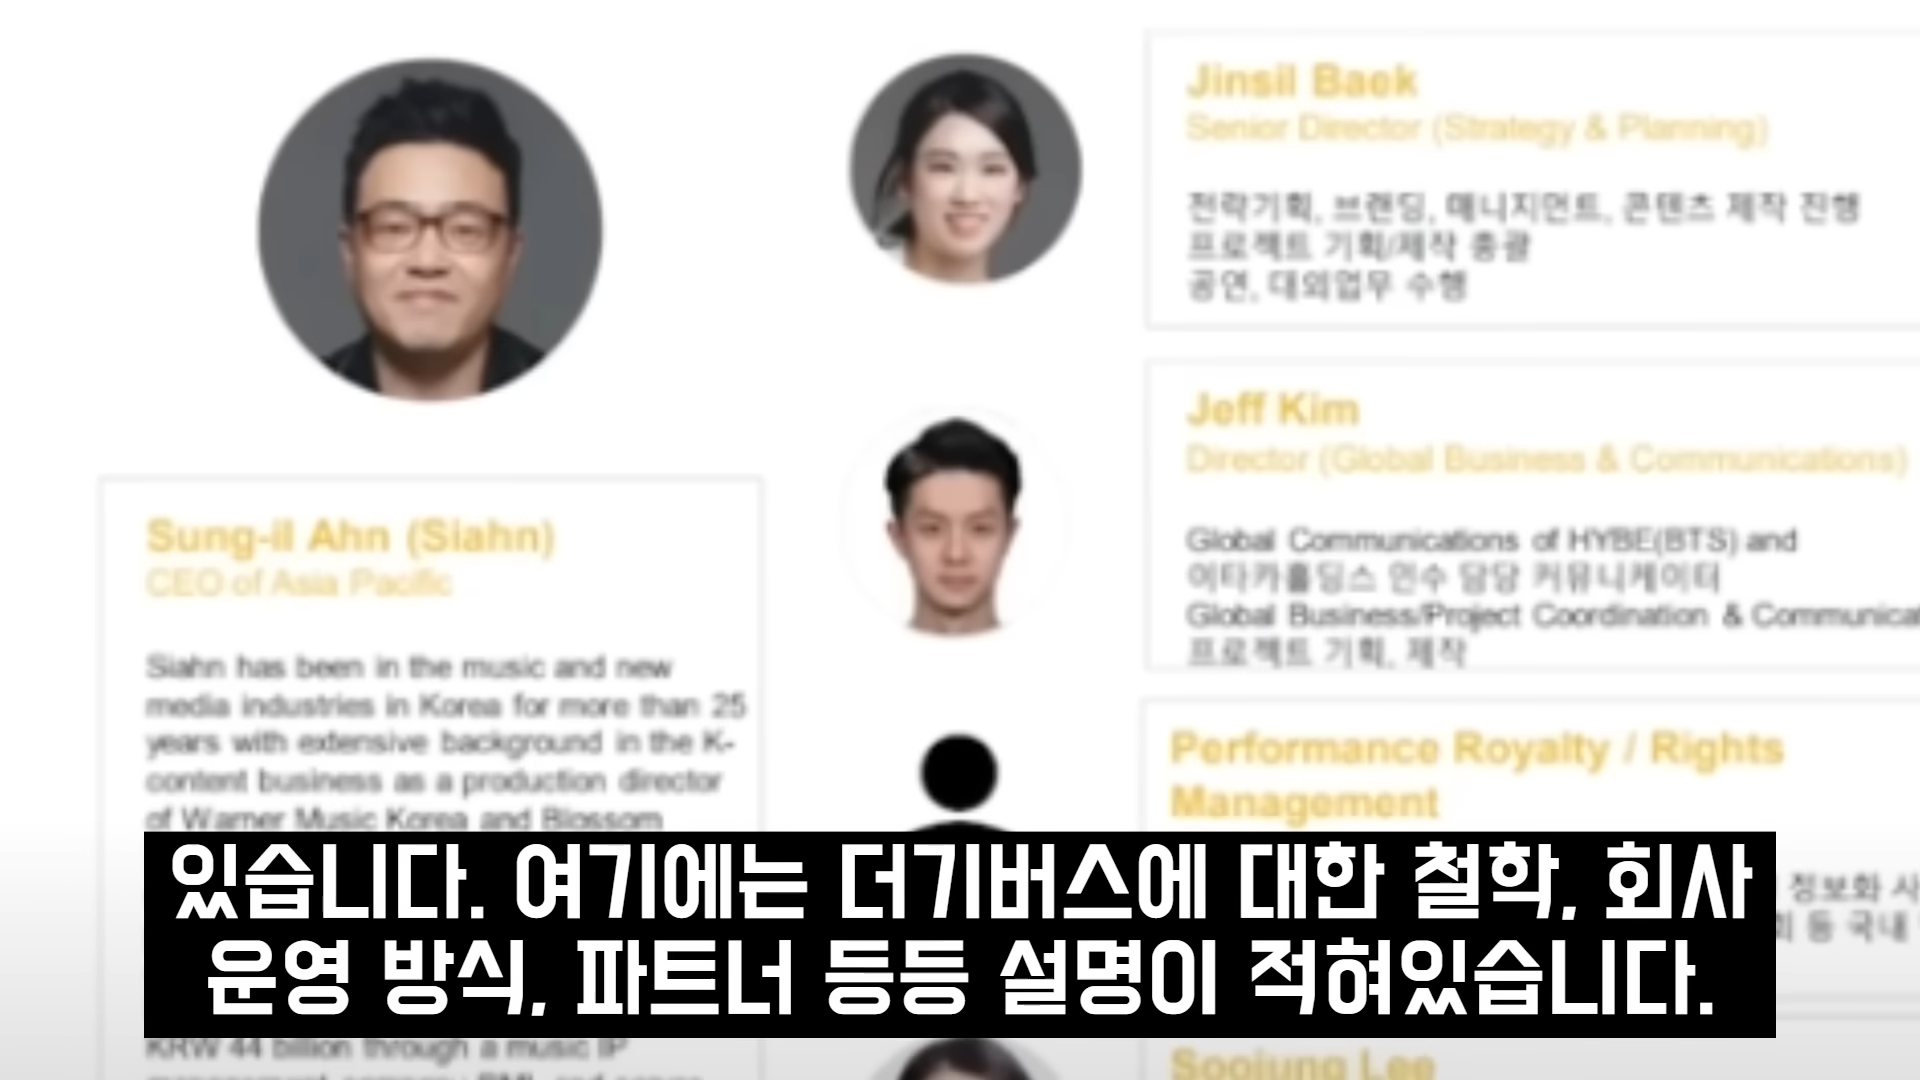 Jinsil Baek
Senior Director (Strategy & Planning)
전략기획, 브랜딩, 매니지먼트, 콘텐츠 제작 진행
프로젝트 기획/제작 총괄
공연, 대외업무 수행
Jeff Kim
Director (Global Business & Communications)
Global Communications of HYBE(BTS) and
이타카홀딩스 인수 담당 커뮤니케이터
Global Business/Project Coordination &
프로젝트 기획, 제작
Sung-il Ahn (Siahn)
CEO of Asia Pacific
Siahn has been in the music and new
media industries in Korea for more than 25
years with extensive background in the K-
content business as a production director
of Warner Music Korea and Blossom
KRW 44 billion through a music IP
Performance Royalty / Rights
Management
정보화
등 국내
Soojung Lee
있습니다. 여기에는 더기버스에 대한 철학, 회사
운영 방식, 파트너 등등 설명이 적혀있습니다.